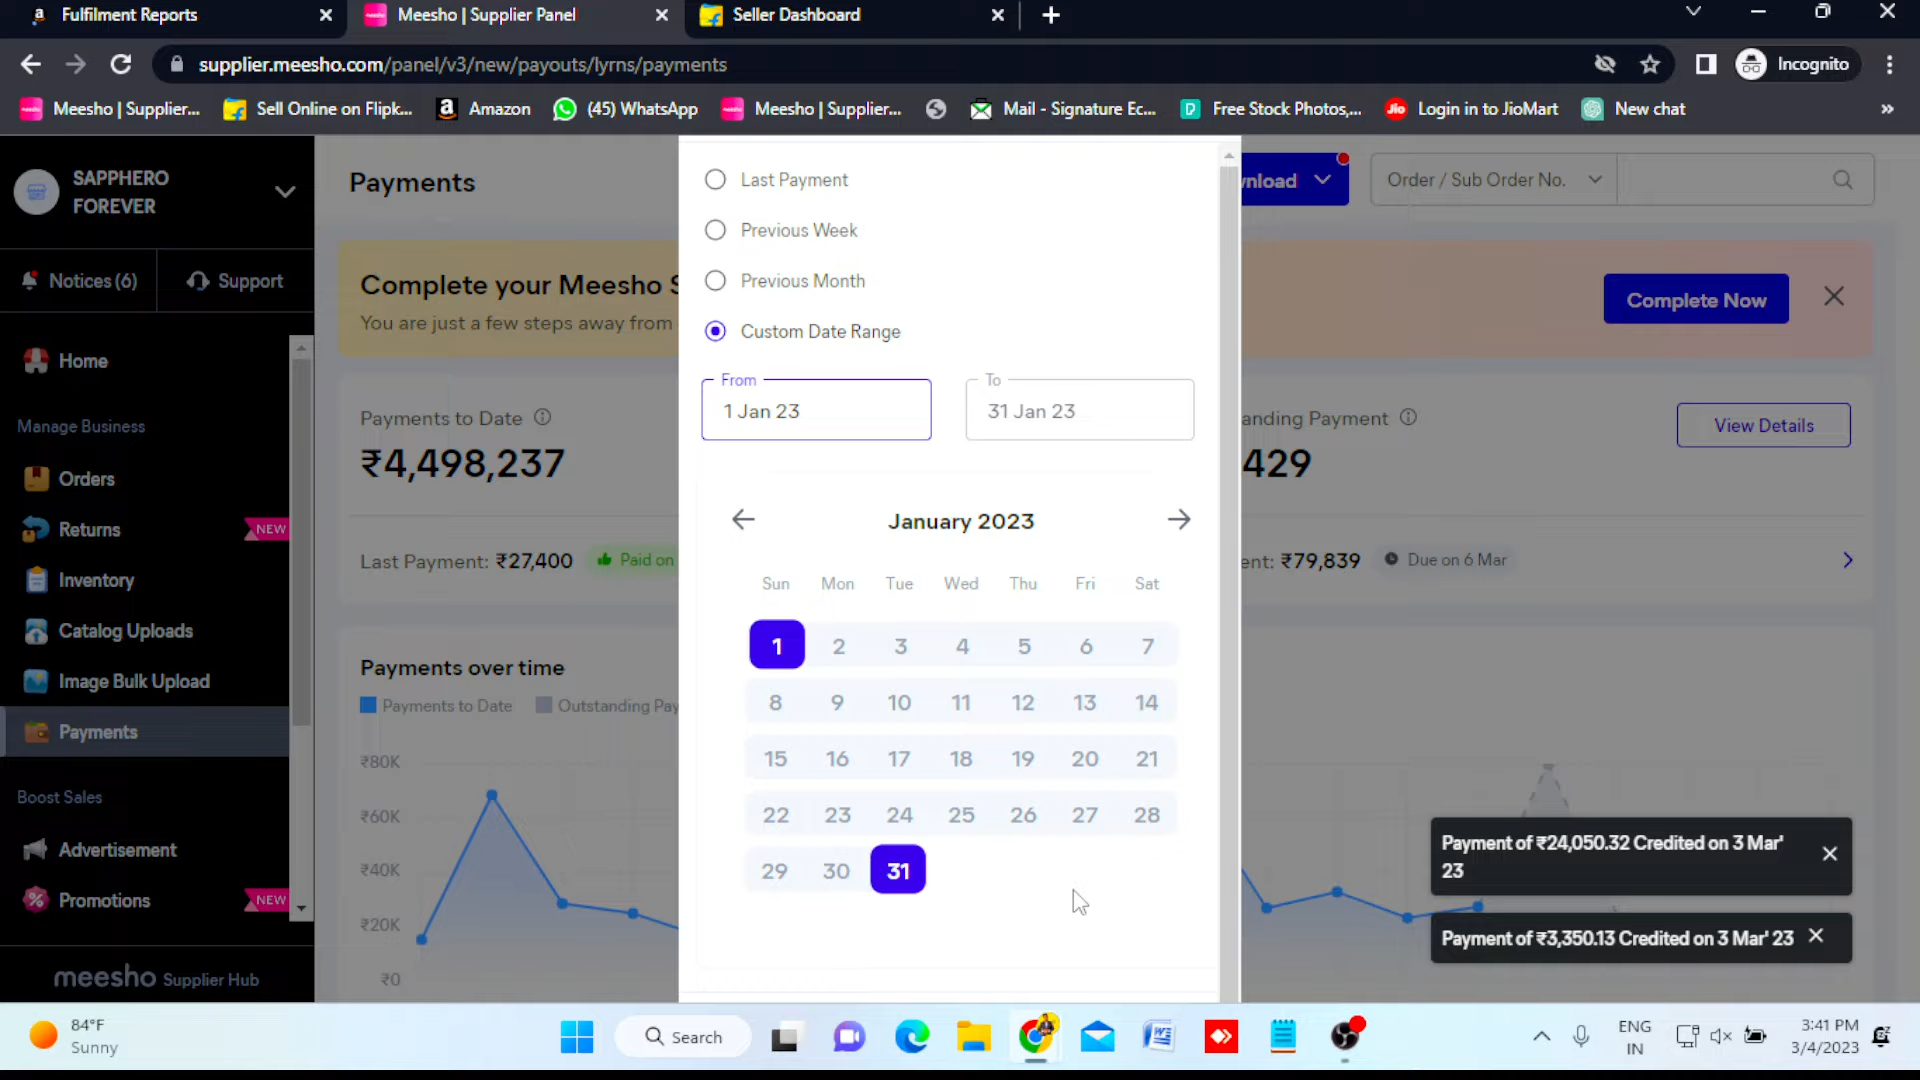 Fulfilment Reports
Meesho | Supplier Panel
Seller Dashboard
supplier.meesho.com/panel/v3/new/payouts/lyrns/payments
Incognito
Meesho | Supplier...
Sell Online on Flipk...
Amazon
(45) WhatsApp
Meesho | Supplier...
Mail - Signature Ec...
Free Stock Photos,...
Login in to JioMart
New chat
SAPPHERO
FOREVER
Notices (6)
Support
Home
Manage Business
Orders
Returns
NEW
Inventory
Catalog Uploads
Image Bulk Upload
Payments
Boost Sales
Advertisement
Promotions
NEW
meesho Supplier Hub
Payments
nload
Order / Sub Order No.
Complete your Meesho S
You are just a few steps away from
Complete Now
Payments to Date
₹4,498,237
Last Payment: ₹27,400
Paid on
anding Payment
429
View Details
ent: ₹79,839
Due on 6 Mar
Payments over time
Payments to Date
Outstanding Pay
₹80K
₹60K
₹40K
₹20K
₹0
Last Payment
Previous Week
Previous Month
Custom Date Range
From
1 Jan 23
To
31 Jan 23
January 2023
Sun Mon Tue Wed Thu Fri Sat
1 2 3 4 5 6 7
8 9 10 11 12 13 14
15 16 17 18 19 20 21
22 23 24 25 26 27 28
29 30 31
Payment of ₹24,050.32 Credited on 3 Mar'
23
Payment of ₹3,350.13 Credited on 3 Mar' 23
84°F
Sunny
Search
ENG
IN
3:41 PM
3/4/2023